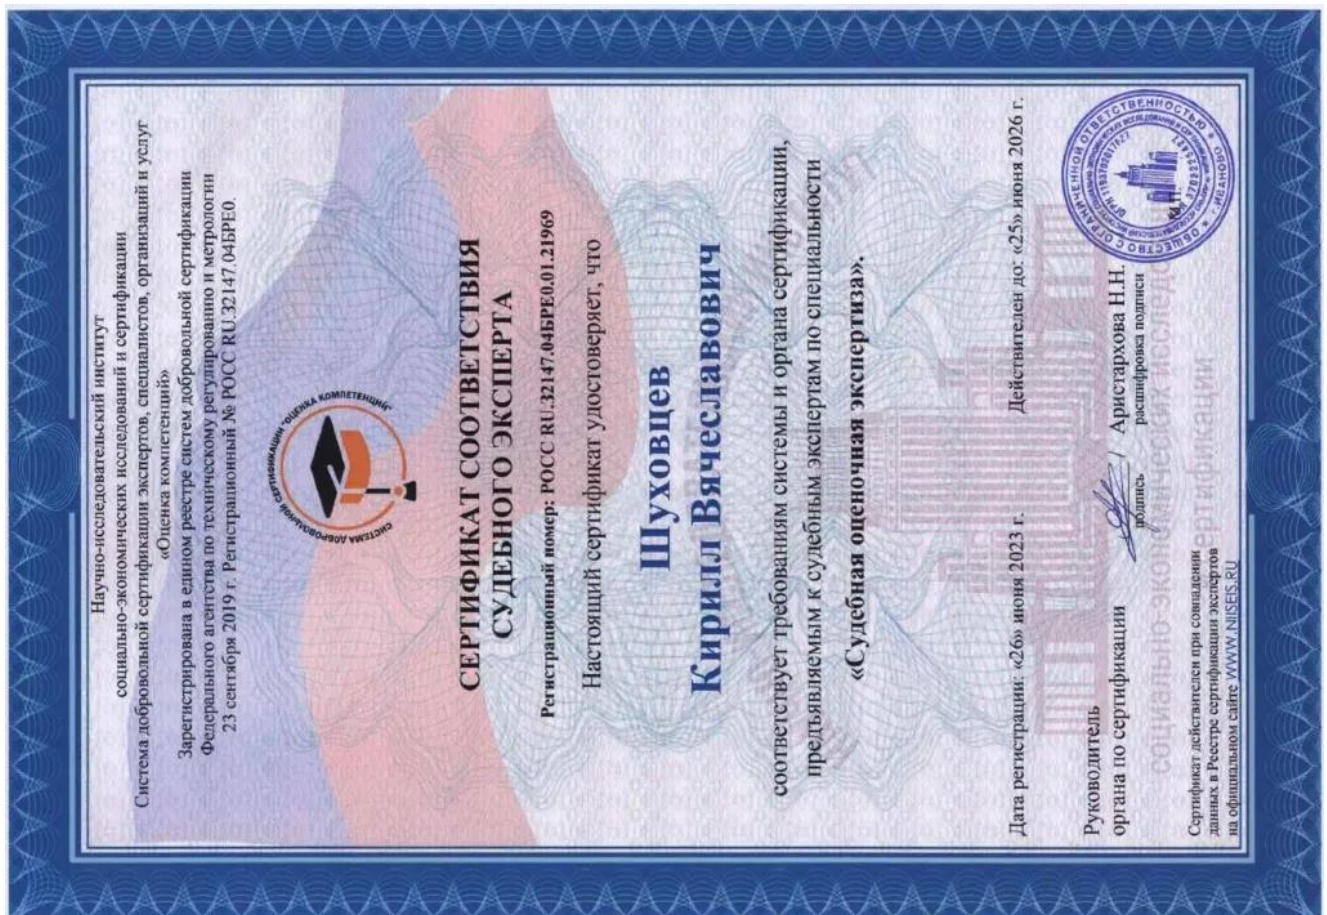 Научно-исследовательский институт
социально-экономических исследований и сертификации
Система добровольной сертификации экспертов, специалистов, организаций и услуг
«Оценка компетенций»
Зарегистрирована в едином реестре систем добровольной сертификации
Федерального агентства по техническому регулированию и метрологии
23 сентября 2019 г. Регистрационный № РОСС RU.32147.04БРЕ0.
СИСТЕМА ДОБРОВОЛЬНОЙ СЕРТИФИКАЦИИ "ОЦЕНКА КОМПЕТЕНЦИЙ"
СЕРТИФИКАТ СООТВЕТСТВИЯ
СУДЕБНОГО ЭКСПЕРТА
Регистрационный номер: РОСС RU.32147.04БРЕ0.01.21969
Настоящий сертификат удостоверяет, что
Шуховцев
Кирилл Вячеславович
соответствует требованиям системы и органа сертификации,
предъявляемым к судебным экспертам по специальности
«Судебная оценочная экспертиза».
Дата регистрации: «26» июня 2023 г. Действителен до: «25» июня 2026 г.
Руководитель
органа по сертификации / Аристархова Н.Н.
подпись расшифровка подписи
М.П.
ОБЩЕСТВО С ОГРАНИЧЕННОЙ ОТВЕТСТВЕННОСТЬЮ * г. ИВАНОВО *
Сертификат действителен при совпадении
данных в Реестре сертификации экспертов
на официальном сайте WWW.NIISEIS.RU